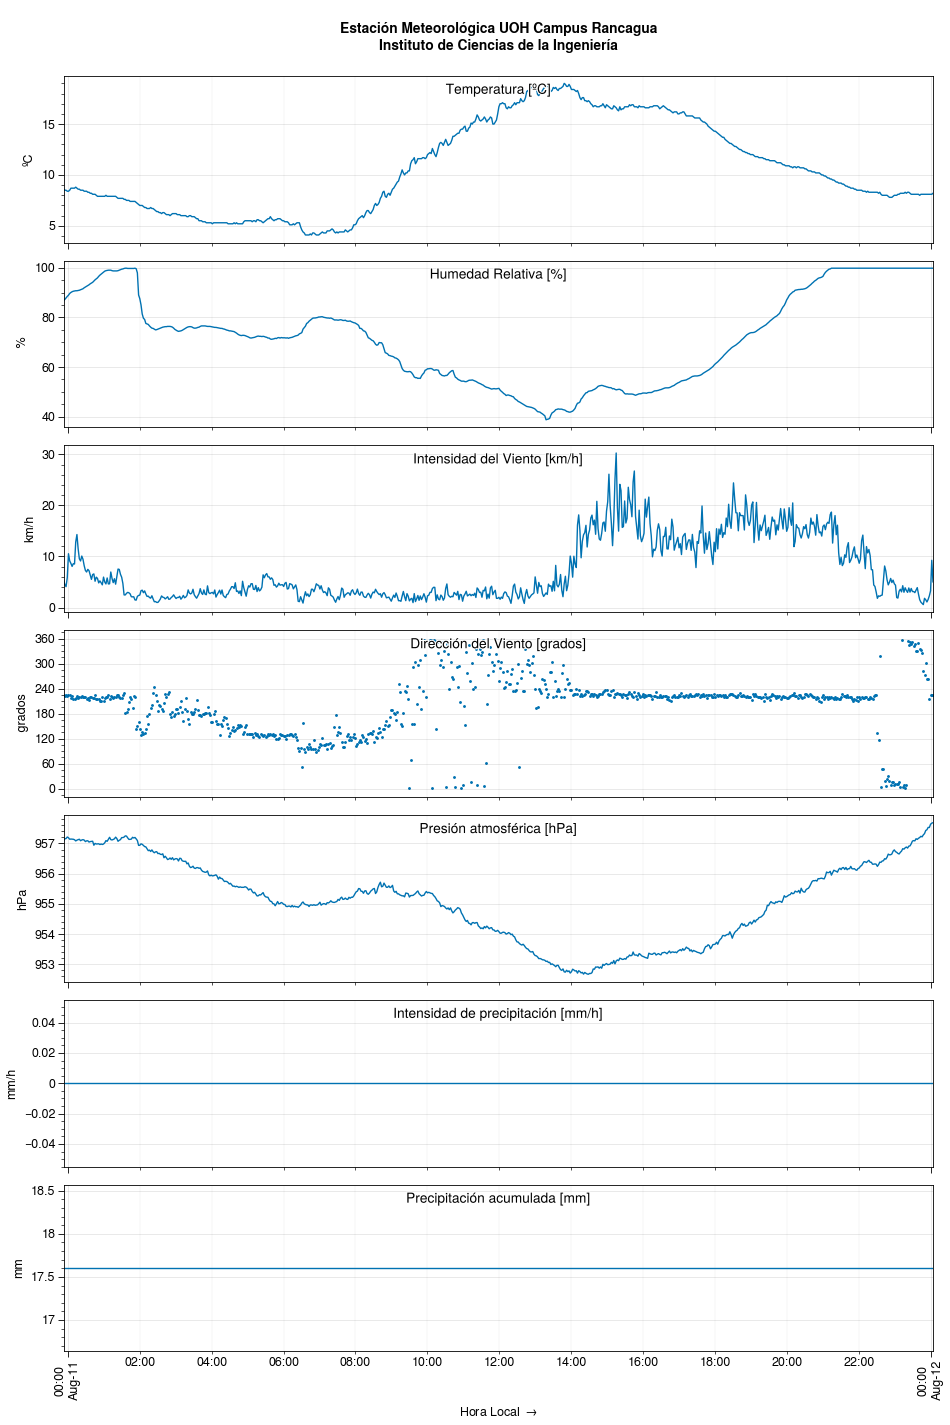 Estación Meteorológica UOH Campus Rancagua
Instituto de Ciencias de la Ingeniería
Temperatura [ºC]
ºC
15
10
5
Humedad Relativa [%]
%
100
80
60
40
Intensidad del Viento [km/h]
km/h
30
20
10
0
Dirección del Viento [grados]
grados
360
300
240
180
120
60
0
Presión atmosférica [hPa]
hPa
957
956
955
954
953
Intensidad de precipitación [mm/h]
mm/h
0.04
0.02
0
−0.02
−0.04
Precipitación acumulada [mm]
mm
18.5
18
17.5
17
00:00
Aug-11
02:00
04:00
06:00
08:00
10:00
12:00
14:00
16:00
18:00
20:00
22:00
00:00
Aug-12
Hora Local →